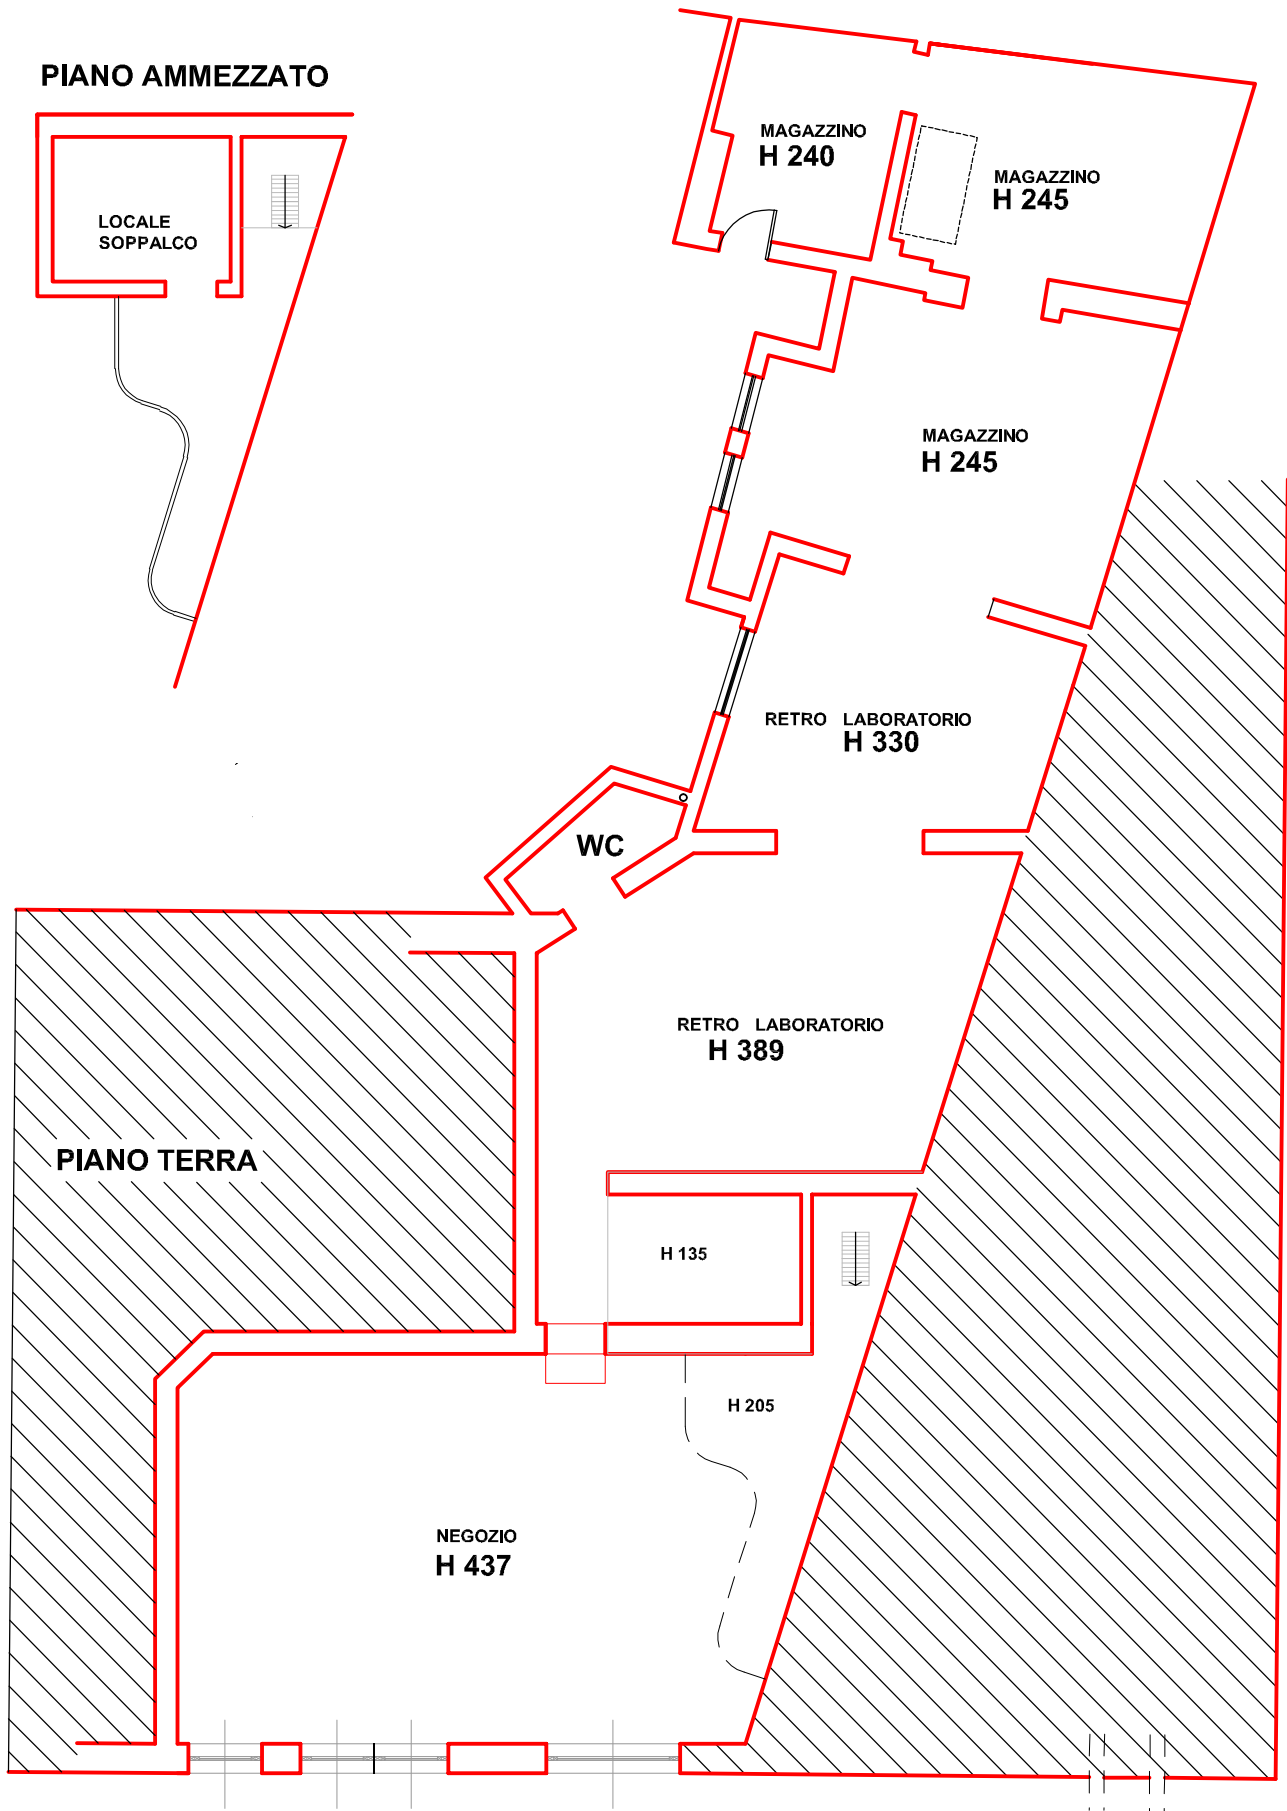 PIANO AMMEZZATO
LOCALE
SOPPALCO
MAGAZZINO
H 240
MAGAZZINO
H 245
MAGAZZINO
H 245
RETRO LABORATORIO
H 330
WC
RETRO LABORATORIO
H 389
PIANO TERRA
H 135
H 205
NEGOZIO
H 437